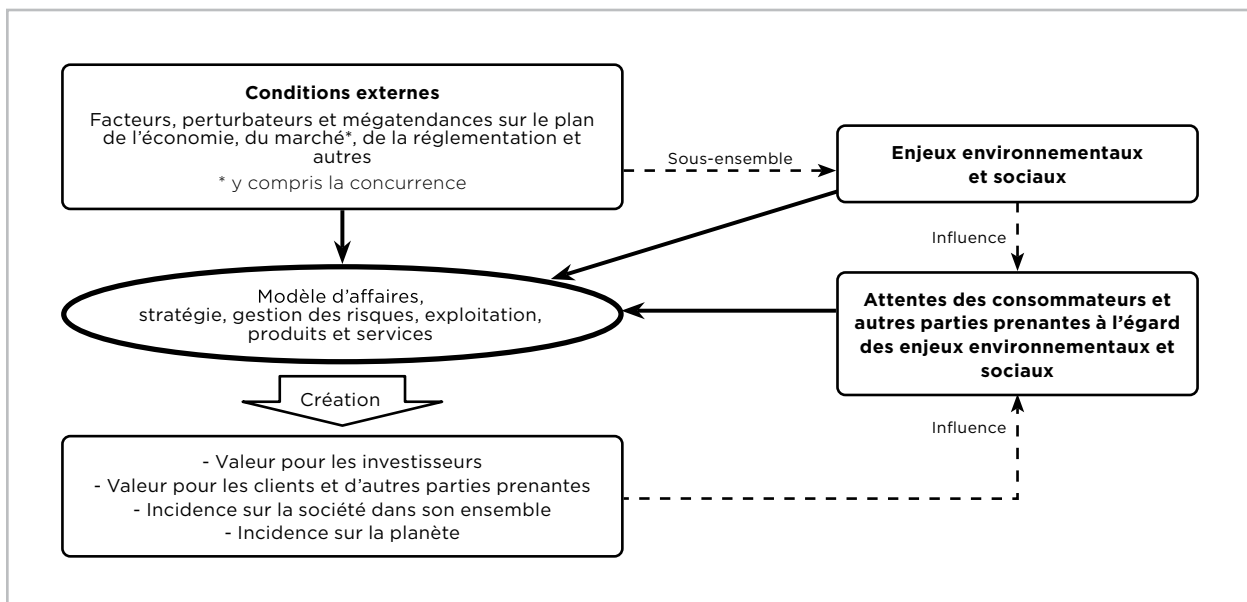 Conditions externes
Facteurs, perturbateurs et mégatendances sur le plan
de l’économie, du marché*, de la réglementation et
autres
* y compris la concurrence
Sous-ensemble
Enjeux environnementaux
et sociaux
Influence
Modèle d’affaires,
stratégie, gestion des risques, exploitation,
produits et services
Attentes des consommateurs et
autres parties prenantes à l’égard
des enjeux environnementaux et
sociaux
Création
Influence
- Valeur pour les investisseurs
- Valeur pour les clients et d’autres parties prenantes
- Incidence sur la société dans son ensemble
- Incidence sur la planète